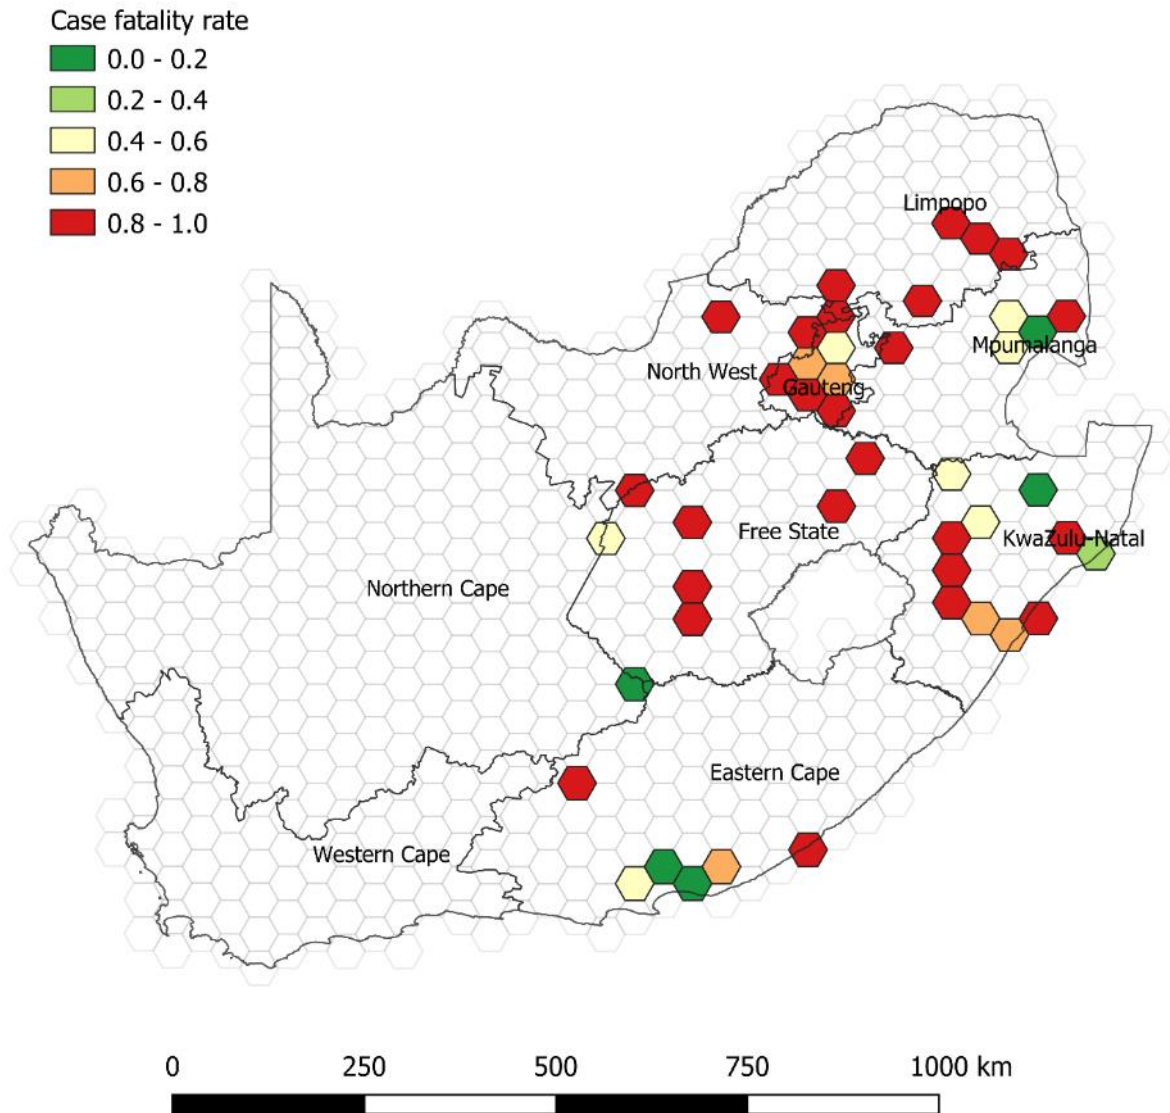 Case fatality rate
0.0 - 0.2
0.2 - 0.4
0.4 - 0.6
0.6 - 0.8
0.8 - 1.0
Limpopo
Mpumalanga
North West
Gauteng
Free State
KwaZulu-Natal
Northern Cape
Eastern Cape
Western Cape
0 250 500 750 1000 km